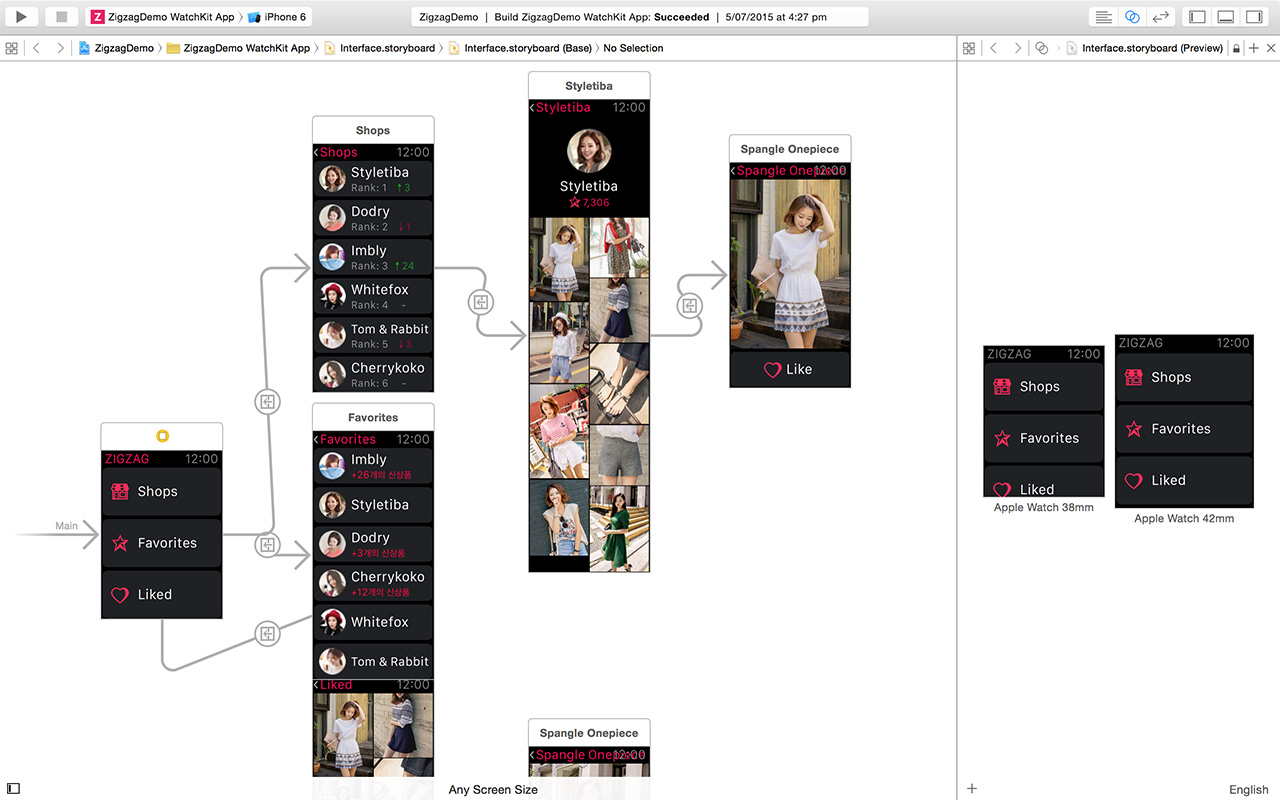 ZigzagDemo WatchKit App
iPhone 6
ZigzagDemo | Build ZigzagDemo WatchKit App: Succeeded | 5/07/2015 at 4:27 pm
ZigzagDemo
ZigzagDemo WatchKit App
Interface.storyboard
Interface.storyboard (Base)
No Selection
Interface.storyboard (Preview)
Main
ZIGZAG 12:00
Shops
Favorites
Liked
Shops
Shops 12:00
Styletiba
Rank: 1 ↑3
Dodry
Rank: 2 ↓1
Imbly
Rank: 3 ↑24
Whitefox
Rank: 4 -
Tom & Rabbit
Rank: 5 ↓3
Cherrykoko
Rank: 6 -
Favorites
Favorites 12:00
Imbly
+26개의 신상품
Styletiba
Dodry
+3개의 신상품
Cherrykoko
+12개의 신상품
Whitefox
Tom & Rabbit
Liked 12:00
Styletiba
Styletiba 12:00
Styletiba
7,306
Spangle Onepiece
Spangle Onepiece 12:00
Like
Spangle Onepiece
Spangle Onepiece 12:00
ZIGZAG 12:00
Shops
Favorites
Liked
Apple Watch 38mm
ZIGZAG 12:00
Shops
Favorites
Liked
Apple Watch 42mm
Any Screen Size
English